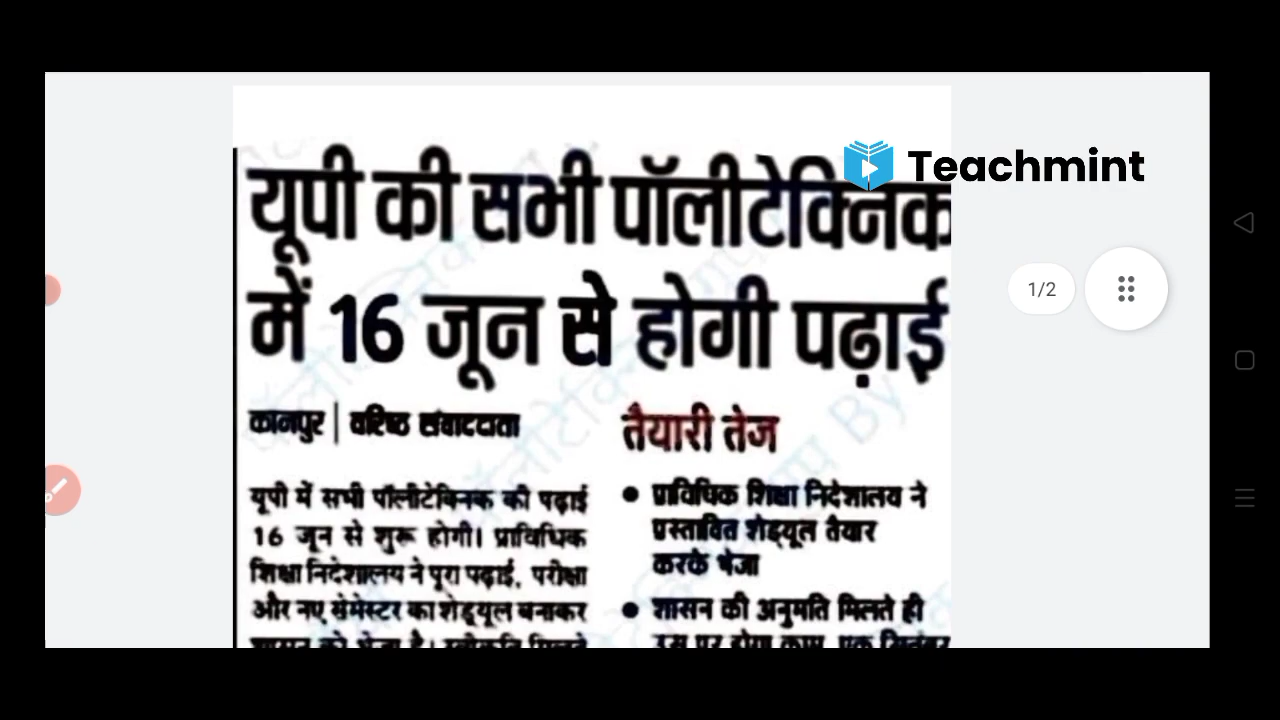 Teachmint
यूपी की सभी पॉलीटेक्निक
में 16 जून से होगी पढ़ाई
1/2
कानपुर | वरिष्ठ संवाददाता
यूपी में सभी पॉलीटेक्निक की पढ़ाई
16 जून से शुरू होगी। प्राविधिक
शिक्षा निदेशालय ने पूरा पढ़ाई, परीक्षा
और नए सेमेस्टर का शेड्यूल बनाकर
तैयारी तेज
● प्राविधिक शिक्षा निदेशालय ने
प्रस्तावित शेड्यूल तैयार
करके भेजा
● शासन की अनुमति मिलते ही